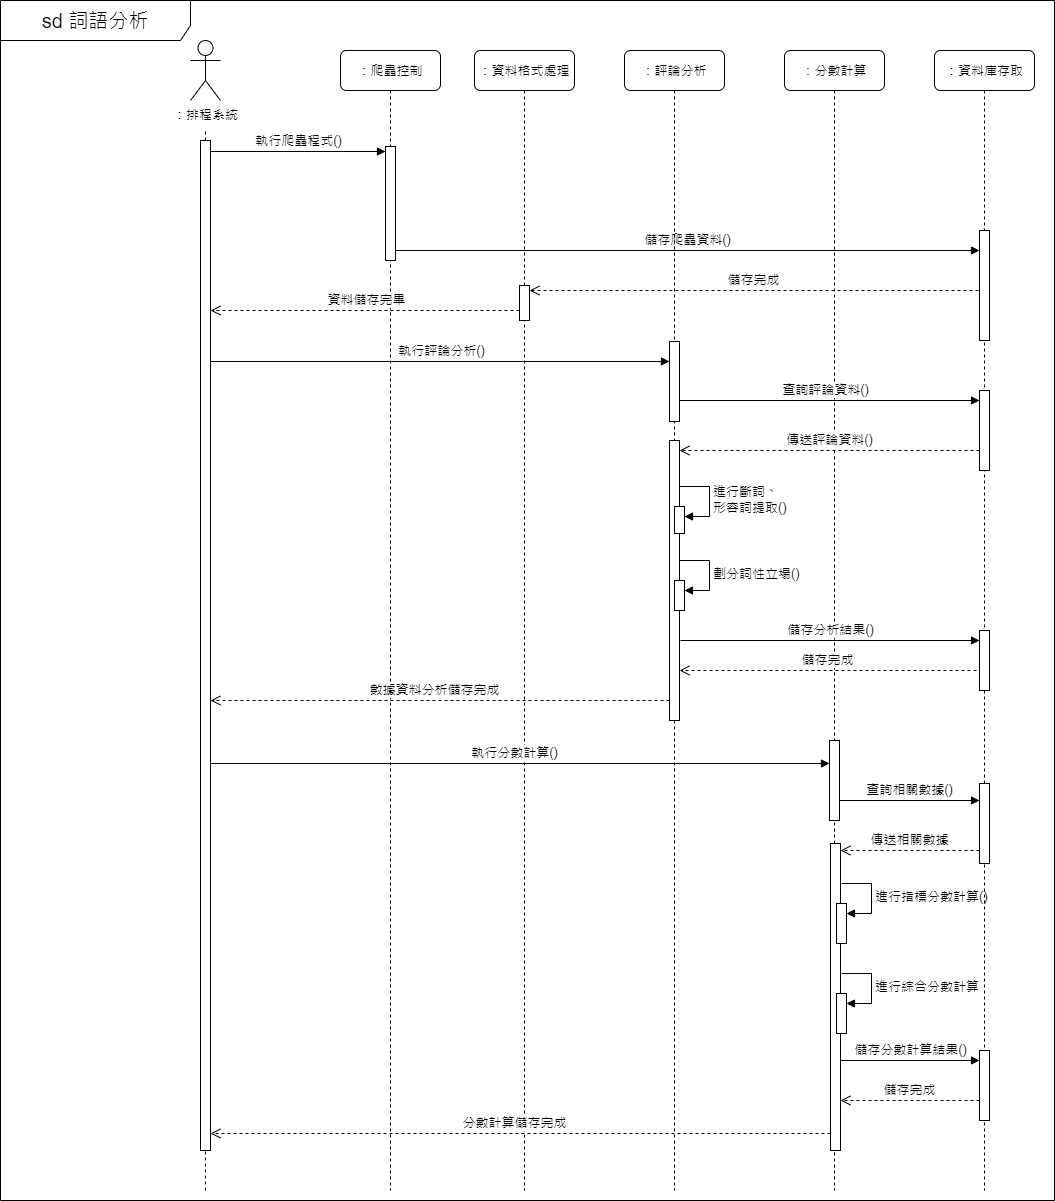 sd 詞語分析
：排程系統
：爬蟲控制
：資料格式處理
：評論分析
：分數計算
：資料庫存取
執行爬蟲程式()
儲存爬蟲資料()
儲存完成
資料儲存完畢
執行評論分析()
查詢評論資料()
傳送評論資料()
進行斷詞、
形容詞提取()
劃分詞性立場()
儲存分析結果()
儲存完成
數據資料分析儲存完成
執行分數計算()
查詢相關數據()
傳送相關數據
進行指標分數計算()
進行綜合分數計算
儲存分數計算結果()
儲存完成
分數計算儲存完成